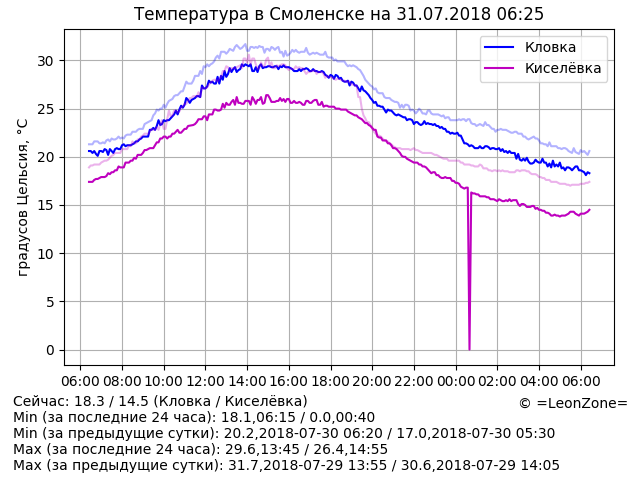 Температура в Смоленске на 31.07.2018 06:25
градусов Цельсия, °C
30
25
20
15
10
5
0
Кловка
Киселёвка
06:00 08:00 10:00 12:00 14:00 16:00 18:00 20:00 22:00 00:00 02:00 04:00 06:00
Сейчас: 18.3 / 14.5 (Кловка / Киселёвка)
© =LeonZone=
Min (за последние 24 часа): 18.1,06:15 / 0.0,00:40
Min (за предыдущие сутки): 20.2,2018-07-30 06:20 / 17.0,2018-07-30 05:30
Max (за последние 24 часа): 29.6,13:45 / 26.4,14:55
Max (за предыдущие сутки): 31.7,2018-07-29 13:55 / 30.6,2018-07-29 14:05